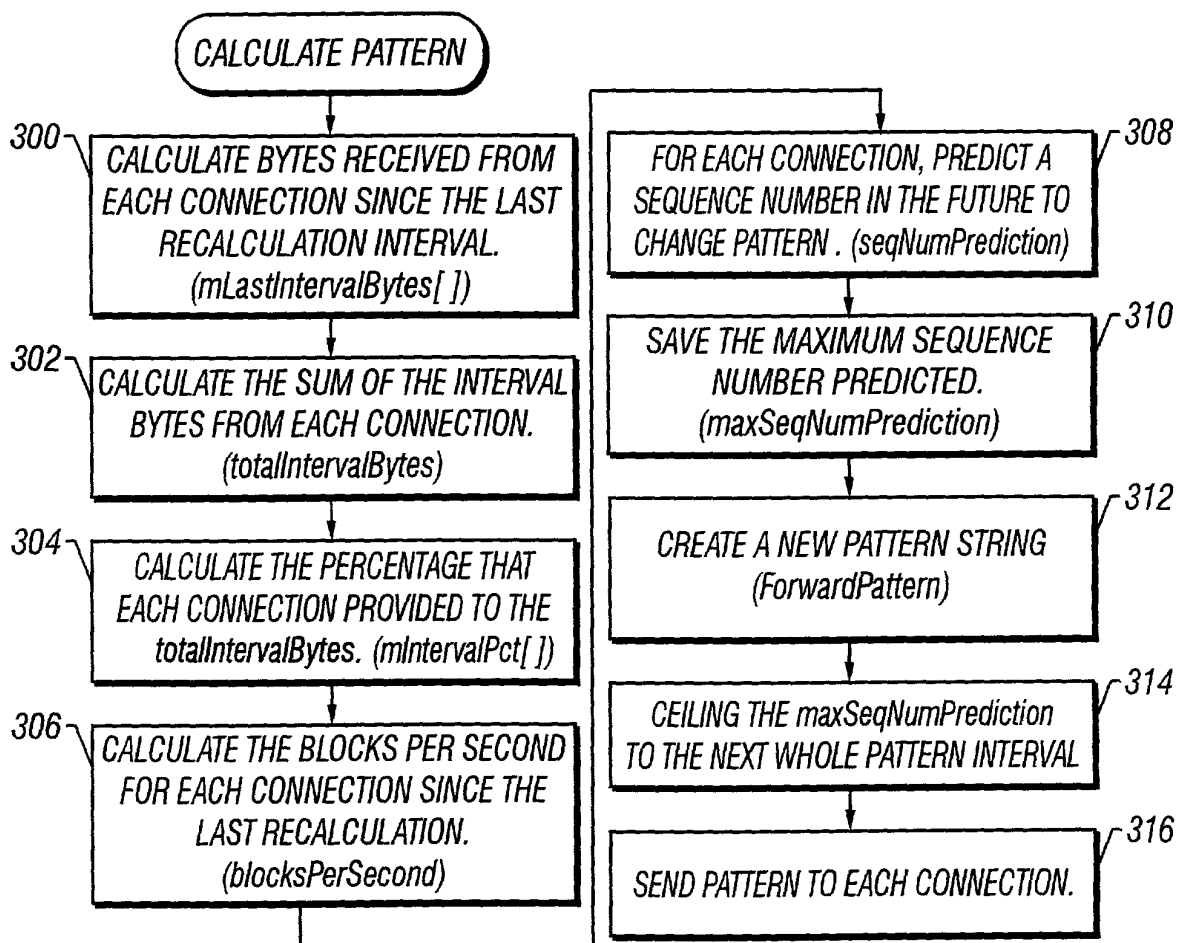 CALCULATE PATTERN
300
CALCULATE BYTES RECEIVED FROM
EACH CONNECTION SINCE THE LAST
RECALCULATION INTERVAL.
(mLastIntervalBytes[ ])
302
CALCULATE THE SUM OF THE INTERVAL
BYTES FROM EACH CONNECTION.
(totalIntervalBytes)
304
CALCULATE THE PERCENTAGE THAT
EACH CONNECTION PROVIDED TO THE
totalIntervalBytes. (mIntervalPct[ ])
306
CALCULATE THE BLOCKS PER SECOND
FOR EACH CONNECTION SINCE THE
LAST RECALCULATION.
(blocksPerSecond)
308
FOR EACH CONNECTION, PREDICT A
SEQUENCE NUMBER IN THE FUTURE TO
CHANGE PATTERN . (seqNumPrediction)
310
SAVE THE MAXIMUM SEQUENCE
NUMBER PREDICTED.
(maxSeqNumPrediction)
312
CREATE A NEW PATTERN STRING
(ForwardPattern)
314
CEILING THE maxSeqNumPrediction
TO THE NEXT WHOLE PATTERN INTERVAL
316
SEND PATTERN TO EACH CONNECTION.